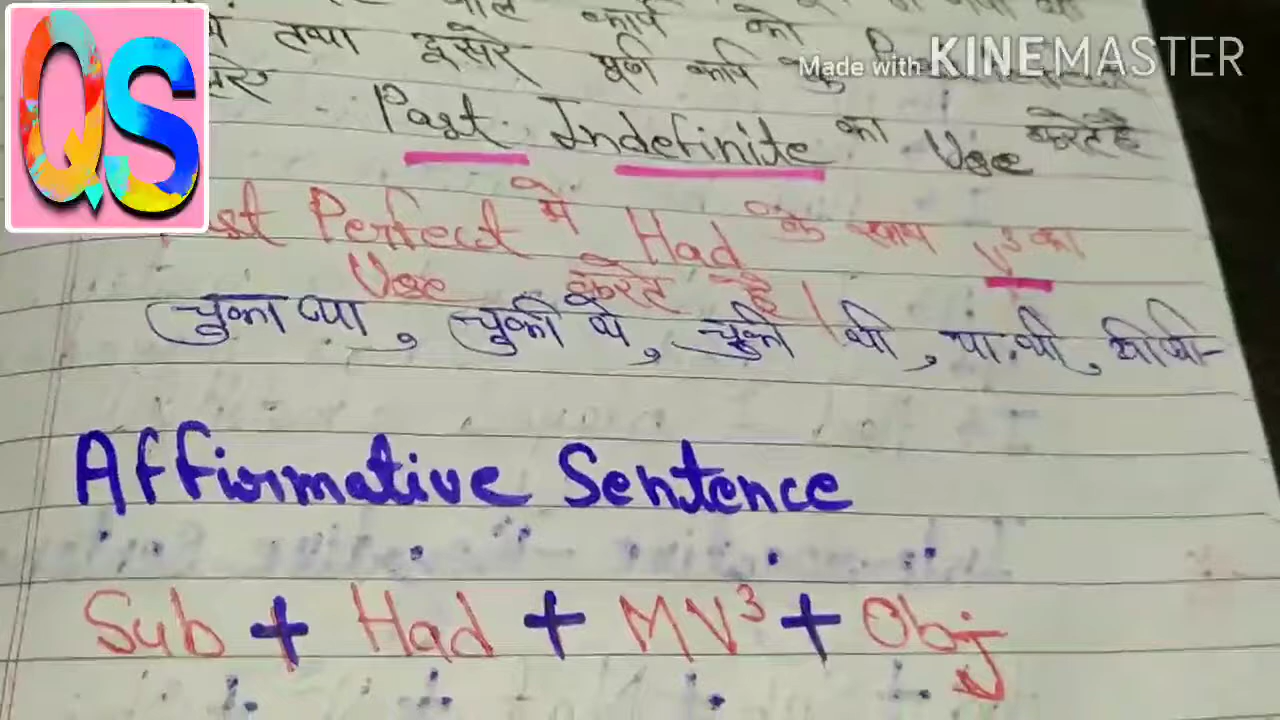 को
तथा दूसरे पूर्ण कार्य
Made with KINEMASTER
QS
Past Indefinite का Use करते है
Perfect में Had के साथ V³ का
Use करते है।
चुका था, चुकी थे, चुकी थी, या.थी,
Affirmative Sentence
Sub + Had + MV³ + Obj